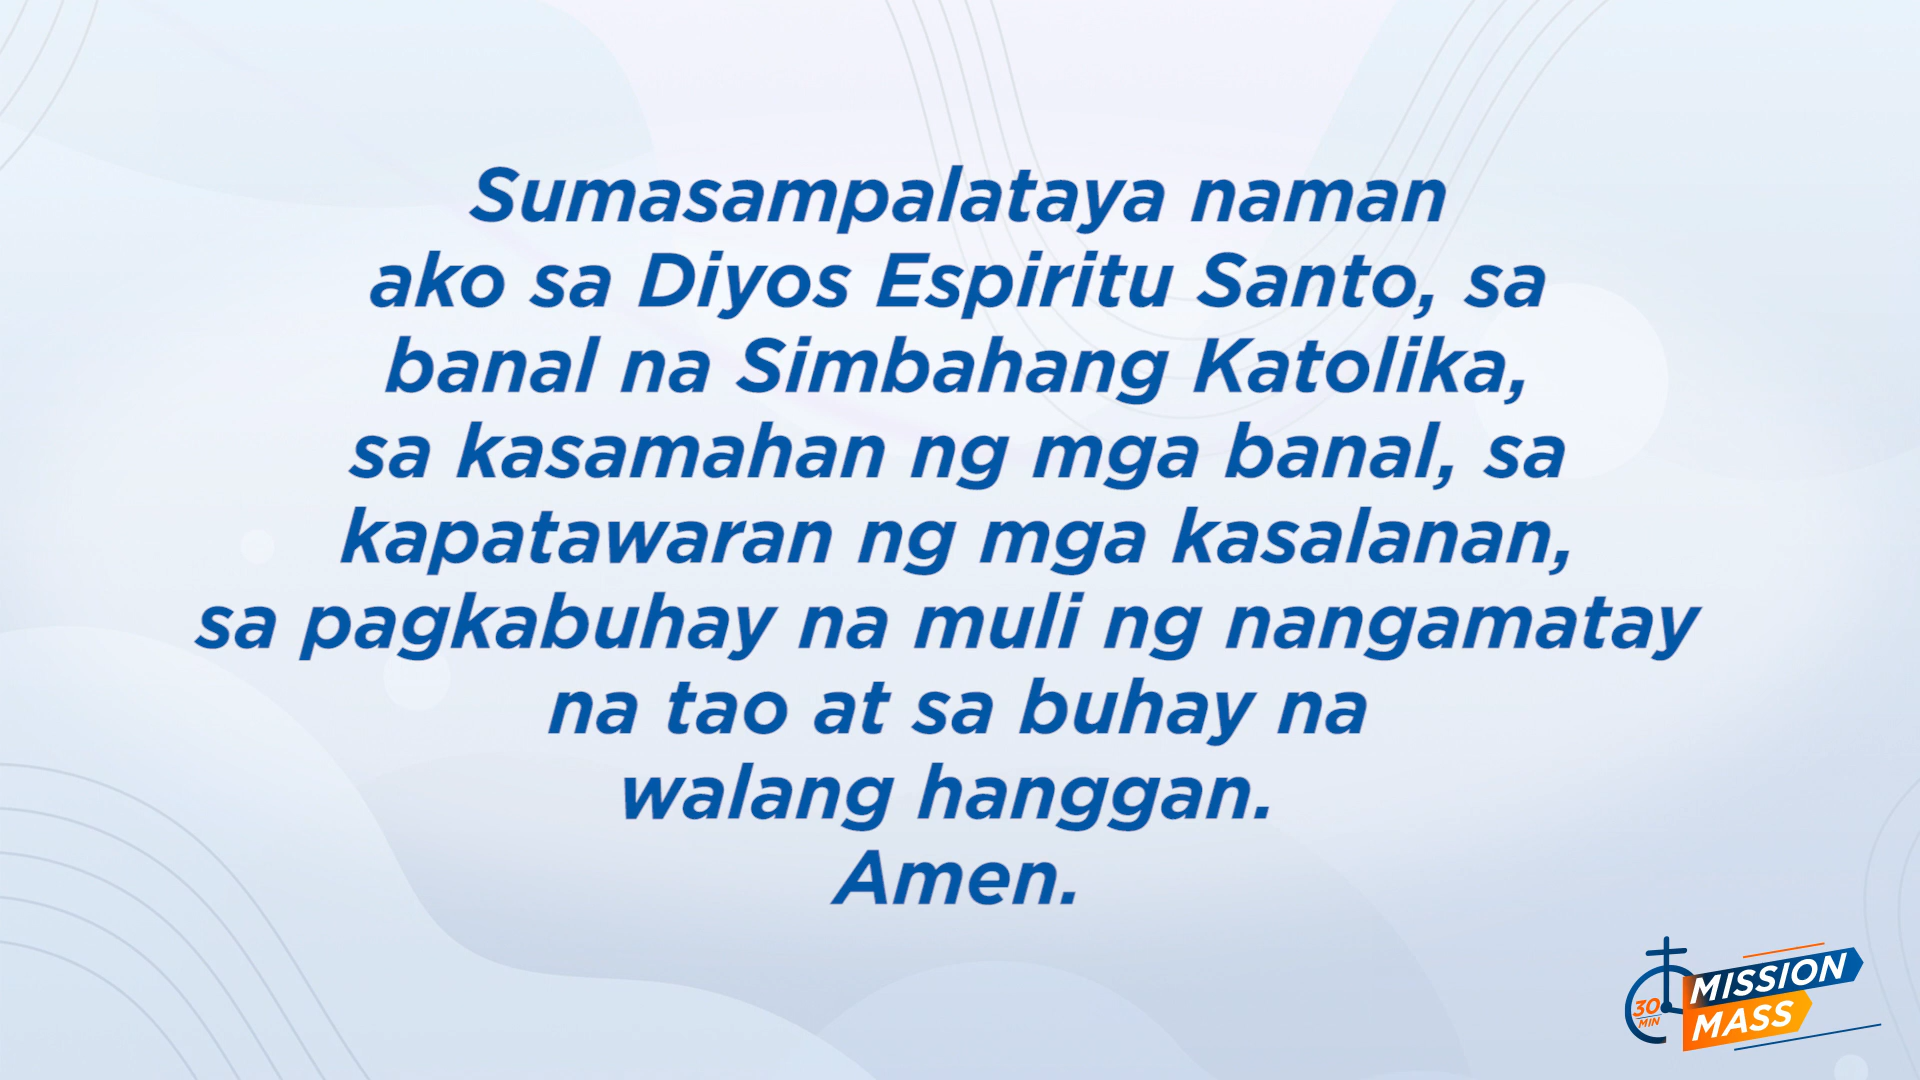 Sumasampalataya naman
ako sa Diyos Espiritu Santo, sa
banal na Simbahang Katolika,
sa kasamahan ng mga banal, sa
kapatawaran ng mga kasalanan,
sa pagkabuhay na muli ng nangamatay
na tao at sa buhay na
walang hanggan.
Amen.
30
MIN
MISSION
MASS